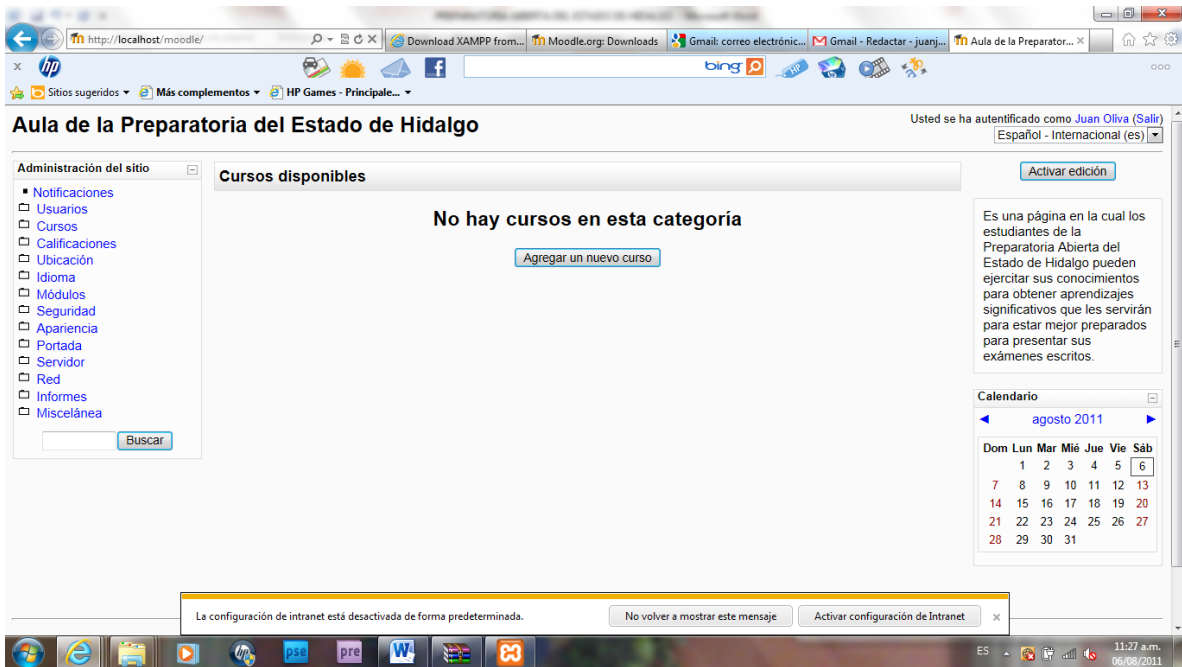 http://localhost/moodle/
Download XAMPP from...
Moodle.org: Downloads
Gmail: correo electrónic...
Gmail - Redactar - juanj...
Aula de la Preparator...
hp
bing
HP
Sitios sugeridos
Más complementos
HP Games - Principale...
Aula de la Preparatoria del Estado de Hidalgo
Usted se ha autentificado como Juan Oliva (Salir)
Español - Internacional (es)
Administración del sitio
Notificaciones
Usuarios
Cursos
Calificaciones
Ubicación
Idioma
Módulos
Seguridad
Apariencia
Portada
Servidor
Red
Informes
Miscelánea
Buscar
Cursos disponibles
No hay cursos en esta categoría
Agregar un nuevo curso
Activar edición
Es una página en la cual los
estudiantes de la
Preparatoria Abierta del
Estado de Hidalgo pueden
ejercitar sus conocimientos
para obtener aprendizajes
significativos que les servirán
para estar mejor preparados
para presentar sus
exámenes escritos.
Calendario
agosto 2011
Dom Lun Mar Mié Jue Vie Sáb
1 2 3 4 5 6
7 8 9 10 11 12 13
14 15 16 17 18 19 20
21 22 23 24 25 26 27
28 29 30 31
La configuración de intranet está desactivada de forma predeterminada.
No volver a mostrar este mensaje
Activar configuración de Intranet
pse
pre
W
ES
11:27 a.m.
06/08/2011